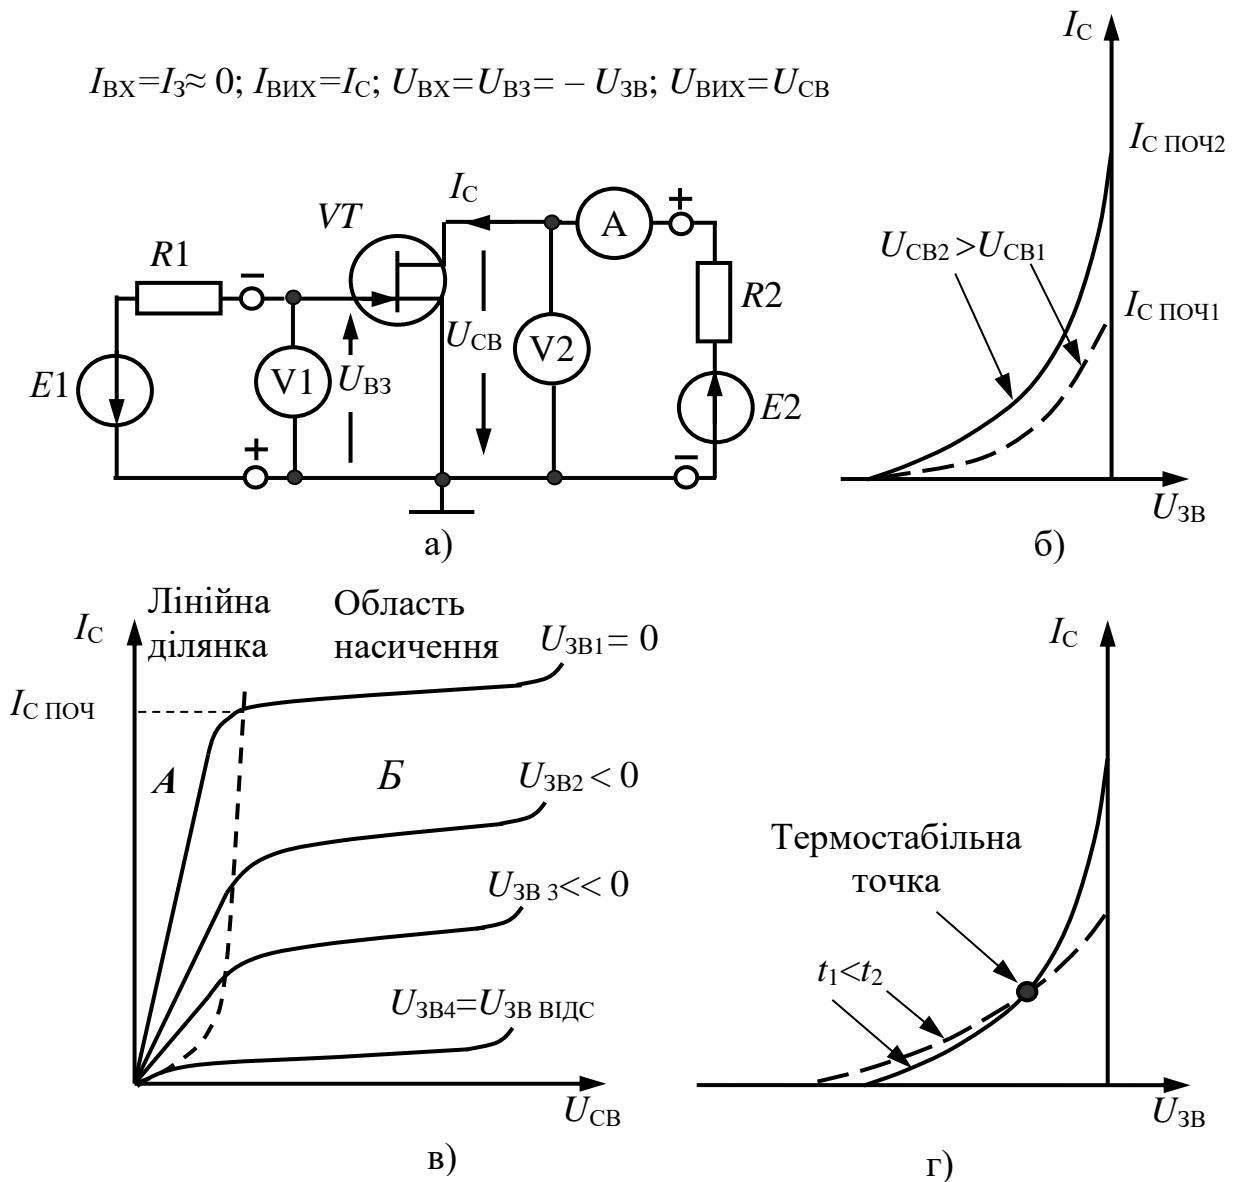 I_ВХ=I_З≈ 0; I_ВИХ=I_С; U_ВХ=U_ВЗ= – U_ЗВ; U_ВИХ=U_СВ
VT
I_С
A
+
R1
–
R2
E1
V1
U_ВЗ
U_СВ
V2
E2
+
–
а)
I_С
I_С ПОЧ2
U_СВ2 >U_СВ1
I_С ПОЧ1
U_ЗВ
б)
Лінійна
ділянка
Область
насичення
I_С
U_ЗВ1= 0
I_С ПОЧ
А
Б
U_ЗВ2 < 0
U_ЗВ 3<< 0
U_ЗВ4=U_ЗВ ВІДС
U_СВ
в)
I_С
Термостабільна
точка
t_1<t_2
U_ЗВ
г)